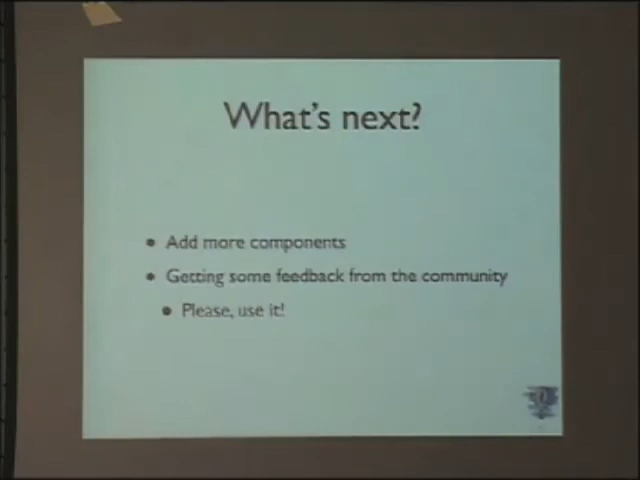 What's next?
Add more components
Getting some feedback from the community
Please, use it!